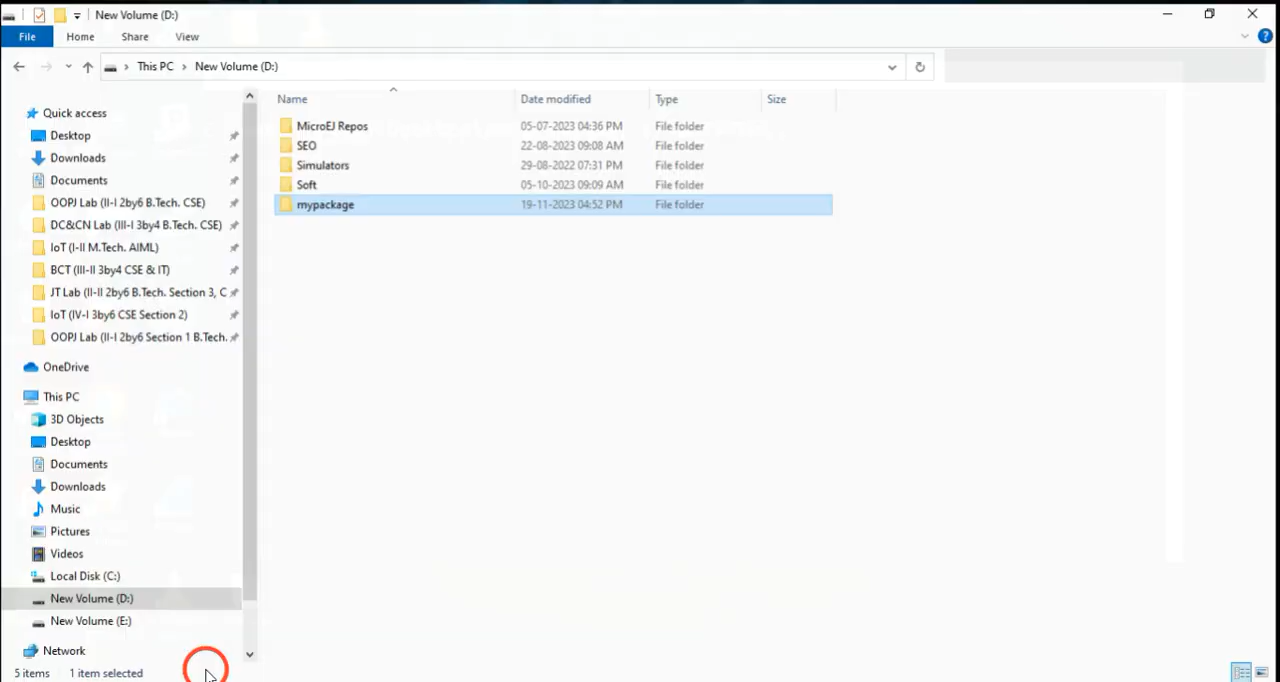 New Volume (D:)
File Home Share View
This PC New Volume (D:)
Name Date modified Type Size
MicroEJ Repos 05-07-2023 04:36 PM File folder
SEO 22-08-2023 09:08 AM File folder
Simulators 29-08-2022 07:31 PM File folder
Soft 05-10-2023 09:09 AM File folder
mypackage 19-11-2023 04:52 PM File folder
Quick access
Desktop
Downloads
Documents
OOPJ Lab (II-I 2by6 B.Tech. CSE)
DC&CN Lab (III-I 3by4 B.Tech. CSE)
IoT (I-II M.Tech. AIML)
BCT (III-II 3by4 CSE & IT)
JT Lab (II-II 2by6 B.Tech. Section 3, C
IoT (IV-I 3by6 CSE Section 2)
OOPJ Lab (II-I 2by6 Section 1 B.Tech.
OneDrive
This PC
3D Objects
Desktop
Documents
Downloads
Music
Pictures
Videos
Local Disk (C:)
New Volume (D:)
New Volume (E:)
Network
5 items 1 item selected